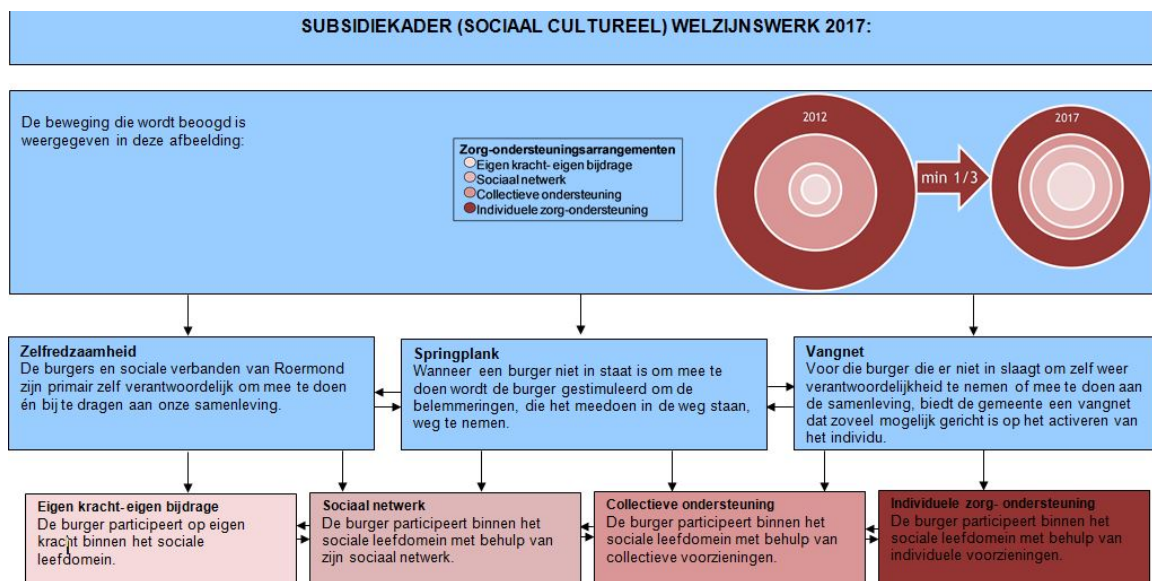 SUBSIDIEKADER (SOCIAAL CULTUREEL) WELZIJNSWERK 2017:
De beweging die wordt beoogd is
weergegeven in deze afbeelding:
Zorg-ondersteuningsarrangementen
Eigen kracht- eigen bijdrage
Sociaal netwerk
Collectieve ondersteuning
Individuele zorg-ondersteuning
2012
min 1/3
2017
Zelfredzaamheid
De burgers en sociale verbanden van Roermond
zijn primair zelf verantwoordelijk om mee te doen
én bij te dragen aan onze samenleving.
Springplank
Wanneer een burger niet in staat is om mee te
doen wordt de burger gestimuleerd om de
belemmeringen, die het meedoen in de weg staan,
weg te nemen.
Vangnet
Voor die burger die er niet in slaagt om zelf weer
verantwoordelijkheid te nemen of mee te doen aan
de samenleving, biedt de gemeente een vangnet
dat zoveel mogelijk gericht is op het activeren van
het individu.
Eigen kracht-eigen bijdrage
De burger participeert op eigen
kracht binnen het sociale
leefdomein.
Sociaal netwerk
De burger participeert binnen het
sociale leefdomein met behulp van
zijn sociaal netwerk.
Collectieve ondersteuning
De burger participeert binnen het
sociale leefdomein met behulp van
collectieve voorzieningen.
Individuele zorg- ondersteuning
De burger participeert binnen het
sociale leefdomein met behulp van
individuele voorzieningen.